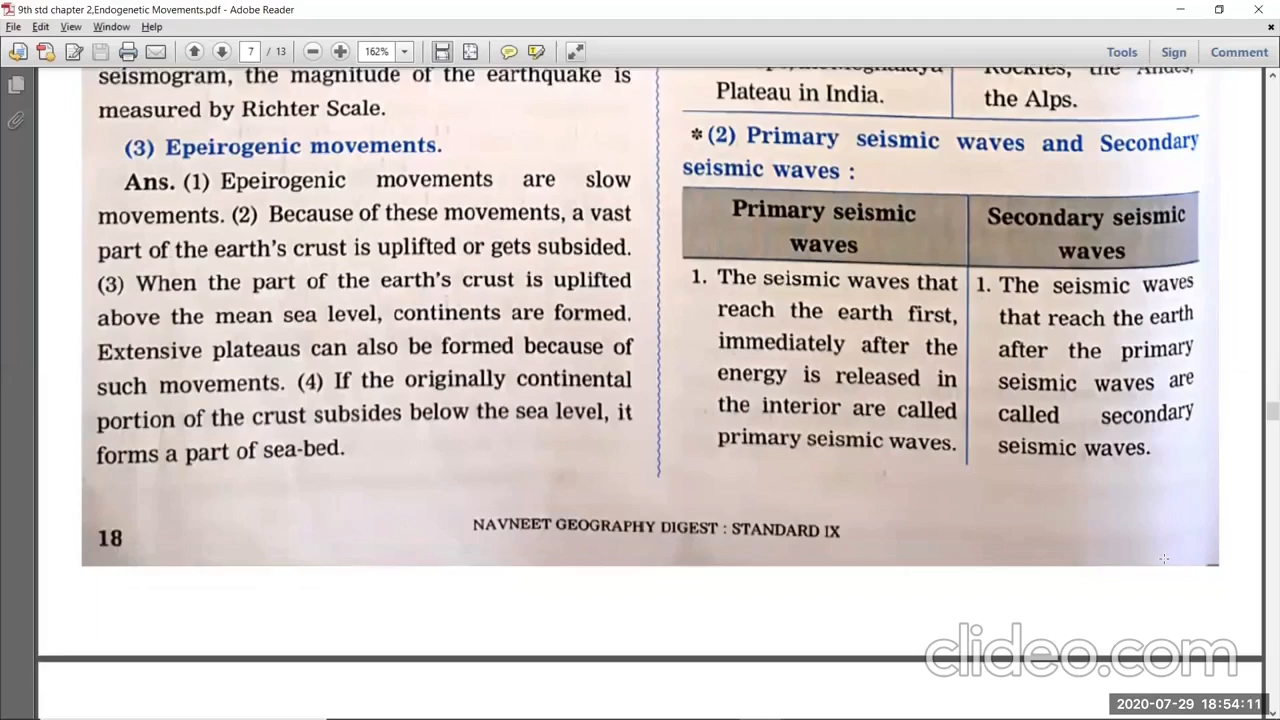 9th std chapter 2,Endogenetic Movements.pdf - Adobe Reader
File Edit View Window Help
7 / 13 162% Tools Sign Comment
seismogram, the magnitude of the earthquake is
measured by Richter Scale.
(3) Epeirogenic movements.
Ans. (1) Epeirogenic movements are slow
movements. (2) Because of these movements, a vast
part of the earth's crust is uplifted or gets subsided.
(3) When the part of the earth's crust is uplifted
above the mean sea level, continents are formed.
Extensive plateaus can also be formed because of
such movements. (4) If the originally continental
portion of the crust subsides below the sea level, it
forms a part of sea-bed.
18
Plateau in India.
Rockies, the Andes,
the Alps.
*(2) Primary seismic waves and Secondary
seismic waves :
Primary seismic
waves
1. The seismic waves that
reach the earth first,
immediately after the
energy is released in
the interior are called
primary seismic waves.
Secondary seismic
waves
1. The seismic waves
that reach the earth
after the primary
seismic waves are
called secondary
seismic waves.
NAVNEET GEOGRAPHY DIGEST : STANDARD IX
clideo.com
2020-07-29 18:54:11